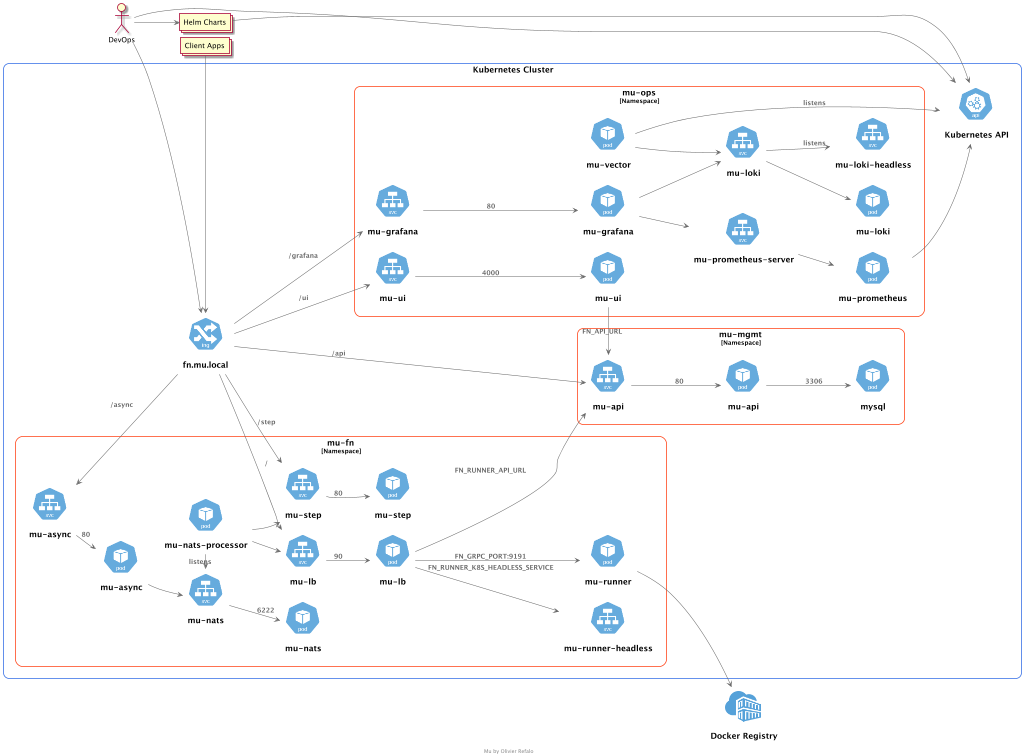 DevOps
Helm Charts
Client Apps
Kubernetes Cluster
mu-ops
[Namespace]
api
Kubernetes API
listens
pod
mu-vector
svc
mu-loki
listens
svc
mu-loki-headless
svc
mu-grafana
80
pod
mu-grafana
svc
mu-prometheus-server
pod
mu-loki
/grafana
svc
mu-ui
4000
pod
mu-ui
pod
mu-prometheus
/ui
ing
fn.mu.local
FN_API_URL
mu-mgmt
[Namespace]
/api
svc
mu-api
80
pod
mu-api
3306
pod
mysql
/async
/step
/
mu-fn
[Namespace]
FN_RUNNER_API_URL
svc
mu-async
80
pod
mu-async
pod
mu-nats-processor
listens
svc
mu-nats
6222
pod
mu-nats
svc
mu-step
80
pod
mu-step
svc
mu-lb
90
pod
mu-lb
FN_GRPC_PORT:9191
FN_RUNNER_K8S_HEADLESS_SERVICE
pod
mu-runner
svc
mu-runner-headless
Docker Registry
Mu by Olivier Refalo